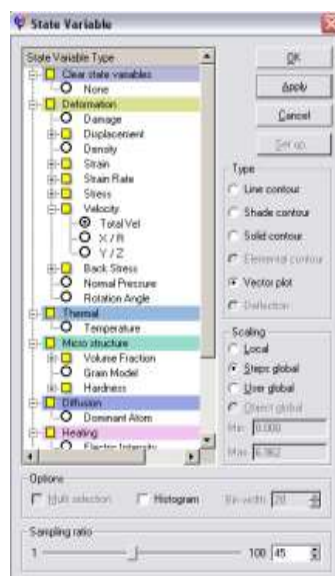 State Variable
State Variable Type
Clear state variables
None
Deformation
Damage
Displacement
Density
Strain
Strain Rate
Stress
Velocity
Total Vel
X / R
Y / Z
Back Stress
Normal Pressure
Rotation Angle
Thermal
Temperature
Micro structure
Volume Fraction
Grain Model
Hardness
Diffusion
Dominant Atom
Heating
Electric Intensity
OK
Apply
Cancel
Set up
Type
Line contour
Shade contour
Solid contour
Elemental contour
Vector plot
Deflection
Scaling
Local
Steps global
User global
Object global
Min 0.000
Max 6.962
Options
Multi selection
Histogram
Bin width 20
Sampling ratio
1
100
45